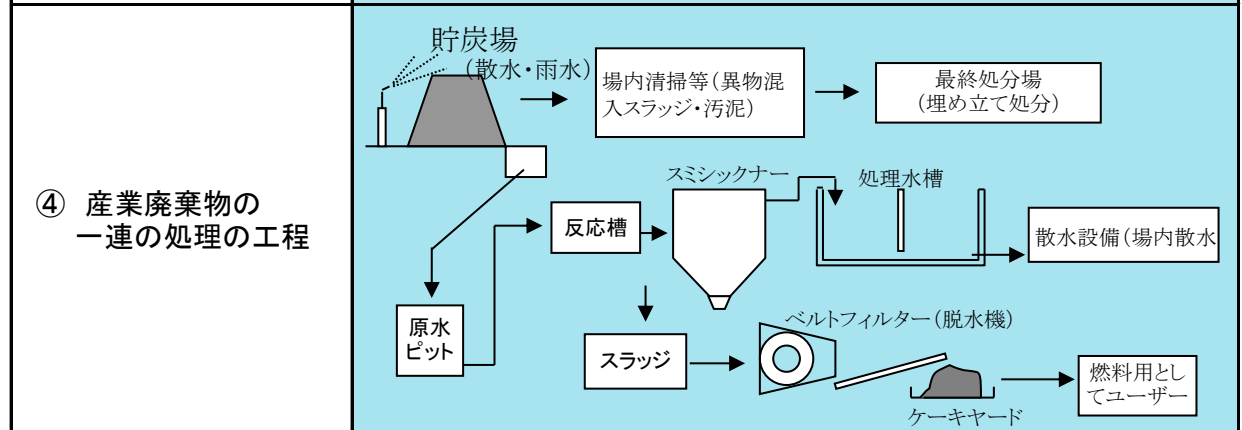 ④ 産業廃棄物の
一連の処理の工程
貯炭場
(散水・雨水)
場内清掃等(異物混
入スラッジ・汚泥)
最終処分場
(埋め立て処分)
スミシックナー
処理水槽
反応槽
散水設備(場内散水
原水
ピット
スラッジ
ベルトフィルター(脱水機)
ケーキヤード
燃料用とし
てユーザー